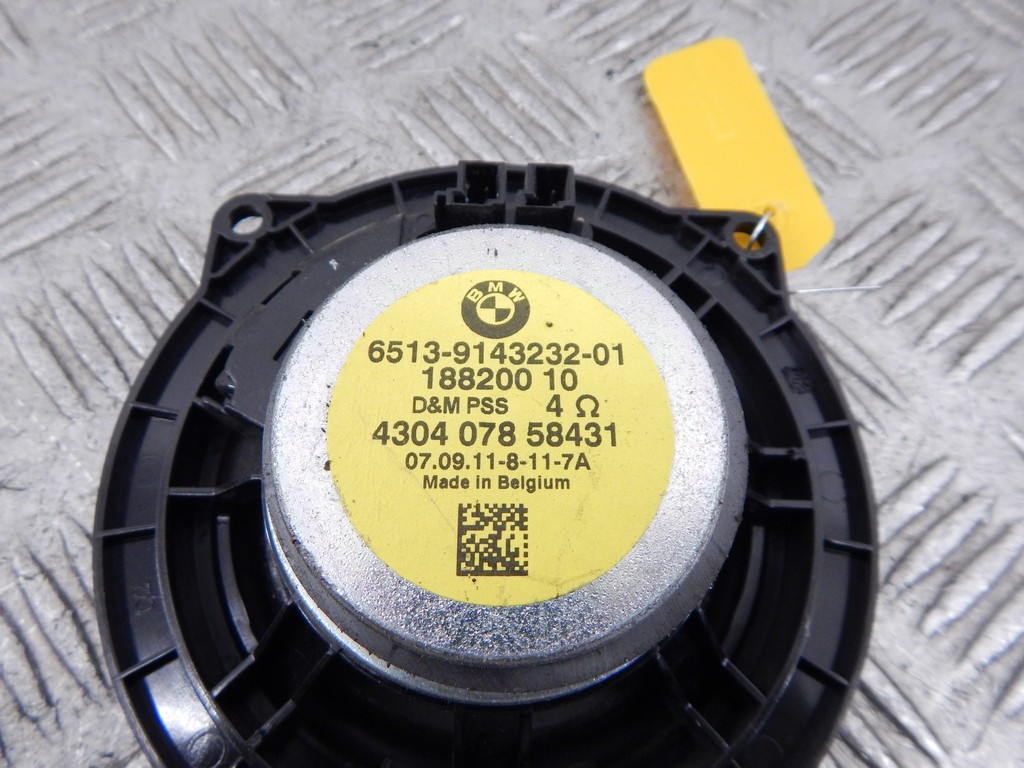 BMW
6513-9143232-01
188200 10
D&M PSS 4 Ω
4304 078 58431
07.09.11-8-11-7A
Made in Belgium